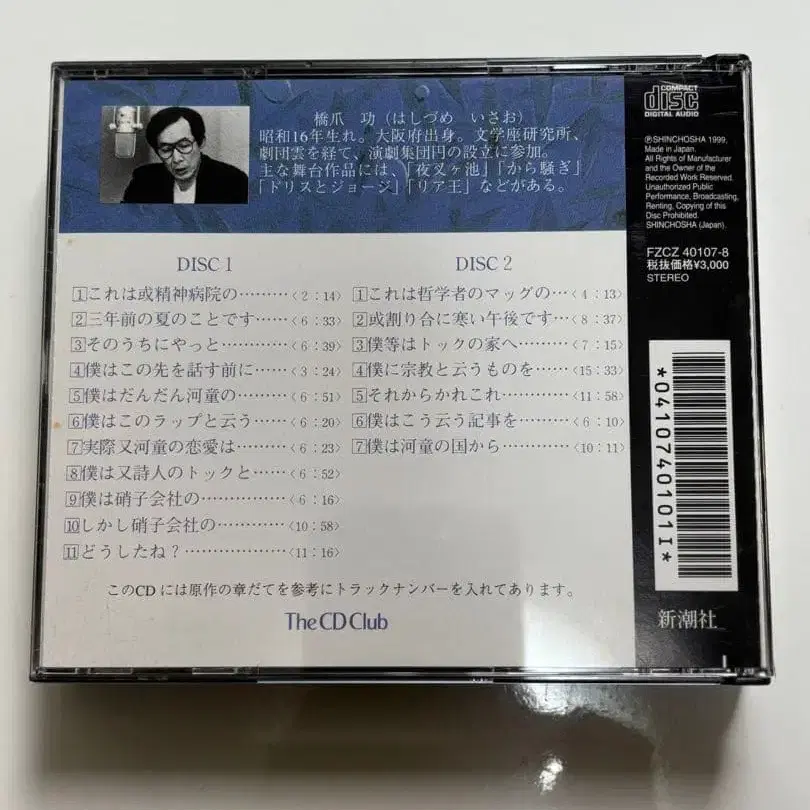 橋爪 功(はしづめ いさお)
昭和16年生れ。大阪府出身。文学座研究所、
劇団雲を経て、演劇集団円の設立に参加。
主な舞台作品には、「夜叉ヶ池」「から騒ぎ」
「ドリスとジョージ」「リア王」などがある。
DISC 1
1 これは或精神病院の………〈2:14〉
2 三年前の夏のことです……〈6:33〉
3 そのうちにやっと…………〈6:39〉
4 僕はこの先を話す前に……〈3:24〉
5 僕はだんだん河童の………〈6:51〉
6 僕はこのラップと云う……〈6:20〉
7 実際又河童の恋愛は………〈6:23〉
8 僕は又詩人のトックと……〈6:52〉
9 僕は硝子会社の……………〈6:16〉
10 しかし硝子会社の…………〈10:58〉
11 どうしたね?………………〈11:16〉
DISC 2
1 これは哲学者のマッグの…〈4:13〉
2 或割り合に寒い午後です…〈8:37〉
3 僕等はトックの家へ………〈7:15〉
4 僕に宗教と云うものを……〈15:33〉
5 それからかれこれ…………〈11:58〉
6 僕はこう云う記事を………〈6:10〉
7 僕は河童の国から…………〈10:11〉
このCDには原作の章だてを参考にトラックナンバーを入れてあります。
The CD Club
COMPACT
disc
DIGITAL AUDIO
ⓅSHINCHOSHA 1999,
Made in Japan.
All Rights of Manufacturer
and the Owner of the
Recorded Work Reserved.
Unauthorized Public
Performance, Broadcasting,
Renting, Copying of this
Disc Prohibited.
SHINCHOSHA (Japan).
FZCZ 40107-8
税抜価格¥3,000
STEREO
*0410740101I*
新潮社